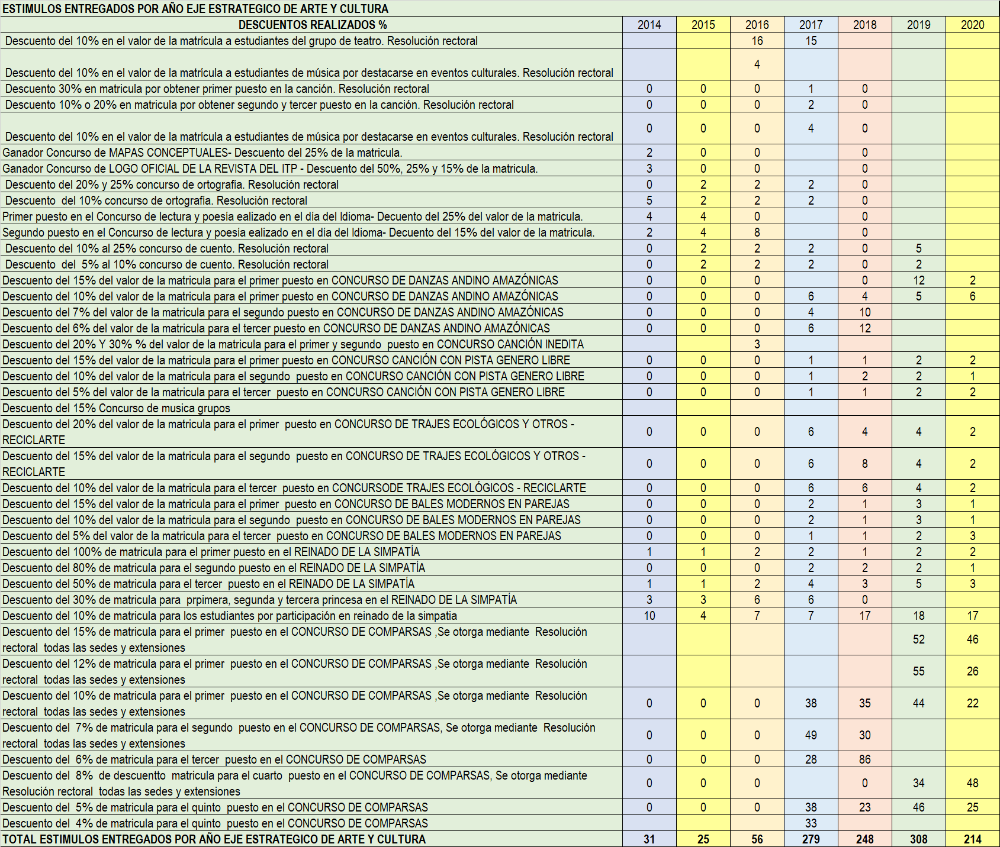 ESTIMULOS ENTREGADOS POR AÑO EJE ESTRATEGICO DE ARTE Y CULTURA
DESCUENTOS REALIZADOS % 2014 2015 2016 2017 2018 2019 2020
Descuento del 10% en el valor de la matrícula a estudiantes del grupo de teatro. Resolución rectoral 16 15
Descuento del 10% en el valor de la matrícula a estudiantes de música por destacarse en eventos culturales. Resolución rectoral 4
Descuento 30% en matricula por obtener primer puesto en la canción. Resolución rectoral 0 0 0 1 0
Descuento 10% o 20% en matricula por obtener segundo y tercer puesto en la canción. Resolución rectoral 0 0 0 2 0
Descuento del 10% en el valor de la matrícula a estudiantes de música por destacarse en eventos culturales. Resolución rectoral 0 0 0 4 0
Ganador Concurso de MAPAS CONCEPTUALES- Descuento del 25% de la matricula. 2 0 0 0
Ganador Concurso de LOGO OFICIAL DE LA REVISTA DEL ITP - Descuento del 50%, 25% y 15% de la matricula. 3 0 0 0
Descuento del 20% y 25% concurso de ortografía. Resolución rectoral 0 2 2 2 0
Descuento del 10% concurso de ortografía. Resolución rectoral 5 2 2 2 0
Primer puesto en el Concurso de lectura y poesía ealizado en el día del Idioma- Decuento del 25% del valor de la matricula. 4 4 0 0
Segundo puesto en el Concurso de lectura y poesía ealizado en el día del Idioma- Decuento del 15% del valor de la matricula. 2 4 8 0
Descuento del 10% al 25% concurso de cuento. Resolución rectoral 0 2 2 2 0 5
Descuento del 5% al 10% concurso de cuento. Resolución rectoral 0 2 2 2 0 2
Descuento del 15% del valor de la matricula para el primer puesto en CONCURSO DE DANZAS ANDINO AMAZÓNICAS 0 0 0 0 12 2
Descuento del 10% del valor de la matricula para el primer puesto en CONCURSO DE DANZAS ANDINO AMAZÓNICAS 0 0 0 6 4 5 6
Descuento del 7% del valor de la matricula para el segundo puesto en CONCURSO DE DANZAS ANDINO AMAZÓNICAS 0 0 0 4 10
Descuento del 6% del valor de la matricula para el tercer puesto en CONCURSO DE DANZAS ANDINO AMAZÓNICAS 0 0 0 6 12
Descuento del 20% Y 30% % del valor de la matricula para el primer y segundo puesto en CONCURSO CANCIÓN INEDITA 3
Descuento del 15% del valor de la matricula para el primer puesto en CONCURSO CANCIÓN CON PISTA GENERO LIBRE 0 0 0 1 1 2 2
Descuento del 10% del valor de la matricula para el segundo puesto en CONCURSO CANCIÓN CON PISTA GENERO LIBRE 0 0 0 1 2 2 1
Descuento del 5% del valor de la matricula para el tercer puesto en CONCURSO CANCIÓN CON PISTA GENERO LIBRE 0 0 0 1 1 2 2
Descuento del 15% Concurso de musica grupos
Descuento del 20% del valor de la matricula para el primer puesto en CONCURSO DE TRAJES ECOLÓGICOS Y OTROS -
RECICLARTE 0 0 0 6 4 4 2
Descuento del 15% del valor de la matricula para el segundo puesto en CONCURSO DE TRAJES ECOLÓGICOS Y OTROS -
RECICLARTE 0 0 0 6 8 4 2
Descuento del 10% del valor de la matricula para el tercer puesto en CONCURSODE TRAJES ECOLÓGICOS - RECICLARTE 0 0 0 6 6 4 2
Descuento del 15% del valor de la matricula para el primer puesto en CONCURSO DE BALES MODERNOS EN PAREJAS 0 0 0 2 1 3 1
Descuento del 10% del valor de la matricula para el segundo puesto en CONCURSO DE BALES MODERNOS EN PAREJAS 0 0 0 2 1 3 1
Descuento del 5% del valor de la matricula para el tercer puesto en CONCURSO DE BALES MODERNOS EN PAREJAS 0 0 0 1 1 2 3
Descuento del 100% de matricula para el primer puesto en el REINADO DE LA SIMPATÍA 1 1 2 2 1 2 2
Descuento del 80% de matricula para el segundo puesto en el REINADO DE LA SIMPATÍA 0 0 0 2 2 2 1
Descuento del 50% de matricula para el tercer puesto en el REINADO DE LA SIMPATÍA 1 1 2 4 3 5 3
Descuento del 30% de matricula para prpimera, segunda y tercera princesa en el REINADO DE LA SIMPATÍA 3 3 6 6 0
Descuento del 10% de matricula para los estudiantes por participación en reinado de la simpatia 10 4 7 7 17 18 17
Descuento del 15% de matricula para el primer puesto en el CONCURSO DE COMPARSAS ,Se otorga mediante Resolución
rectoral todas las sedes y extensiones 52 46
Descuento del 12% de matricula para el primer puesto en el CONCURSO DE COMPARSAS ,Se otorga mediante Resolución
rectoral todas las sedes y extensiones 55 26
Descuento del 10% de matricula para el primer puesto en el CONCURSO DE COMPARSAS ,Se otorga mediante Resolución
rectoral todas las sedes y extensiones 0 0 0 38 35 44 22
Descuento del 7% de matricula para el segundo puesto en el CONCURSO DE COMPARSAS, Se otorga mediante Resolución
rectoral todas las sedes y extensiones 0 0 0 49 30
Descuento del 6% de matricula para el tercer puesto en el CONCURSO DE COMPARSAS 0 0 0 28 86
Descuento del 8% de descuentto matricula para el cuarto puesto en el CONCURSO DE COMPARSAS, Se otorga mediante
Resolución rectoral todas las sedes y extensiones 0 0 0 0 34 48
Descuento del 5% de matricula para el quinto puesto en el CONCURSO DE COMPARSAS 0 0 0 38 23 46 25
Descuento del 4% de matricula para el quinto puesto en el CONCURSO DE COMPARSAS 33
TOTAL ESTIMULOS ENTREGADOS POR AÑO EJE ESTRATEGICO DE ARTE Y CULTURA 31 25 56 279 248 308 214